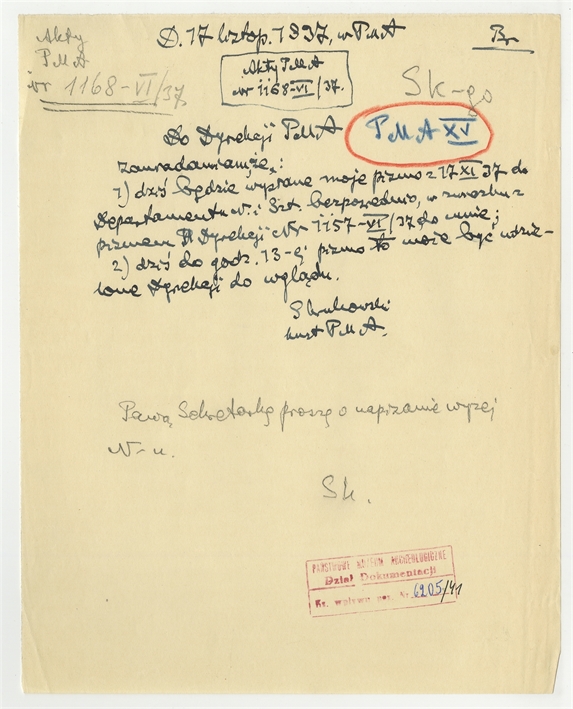 Akty
P.M.A
nr 1168-VI/37
D. 17 listop. 1937, w PMA
Br
Akty PMA
nr 1168-VI/37.
Sk-go
Do Dyrekcji PMA
PMA XV
Zawiadamiam, że:
1) dziś będzie wysłane moje pismo z 17 XI 37 do
Departamentu N. i Szt. bezpośrednio, w związku z
pismem Dyrekcji Nr 1157-VI/37 do mnie;
2) dziś do godz. 13-ej pismo to może być udzie-
lone Dyrekcji do wglądu.
kust PMA.
Panią Sekretarkę proszę o napisanie wyżej
N-u.
Sk.
PAŃSTWOWE MUZEUM ARCHEOLOGICZNE
Dział Dokumentacji
Nr. 6205/41